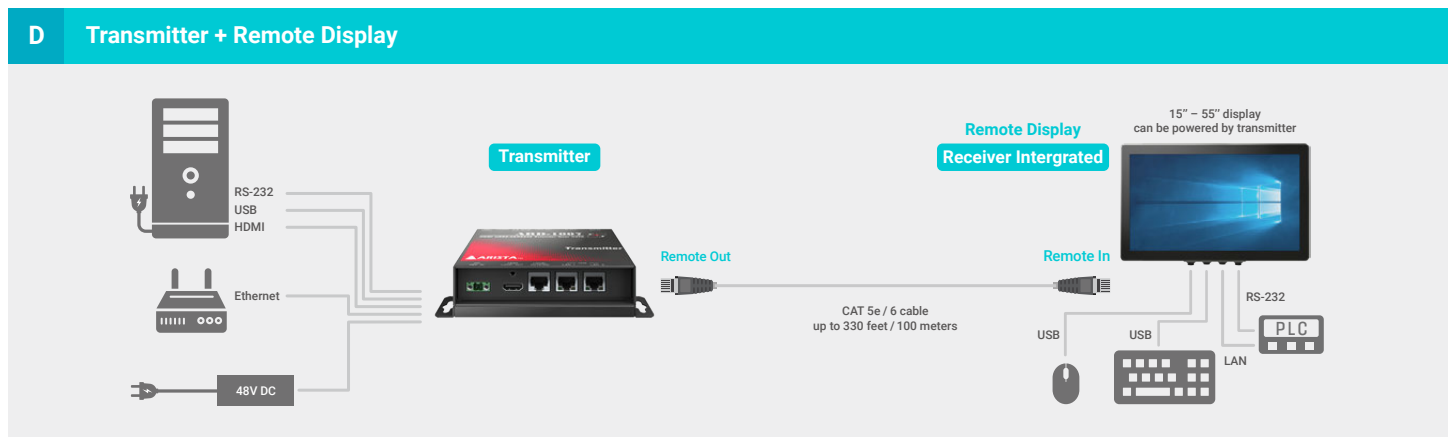 D
Transmitter + Remote Display
RS-232
USB
HDMI
Ethernet
48V DC
Transmitter
Transmitter
ARISTA
Remote Out
CAT 5e / 6 cable
up to 330 feet / 100 meters
Remote Display
Receiver Intergrated
Remote In
15” – 55” display
can be powered by transmitter
USB
USB
LAN
RS-232
PLC